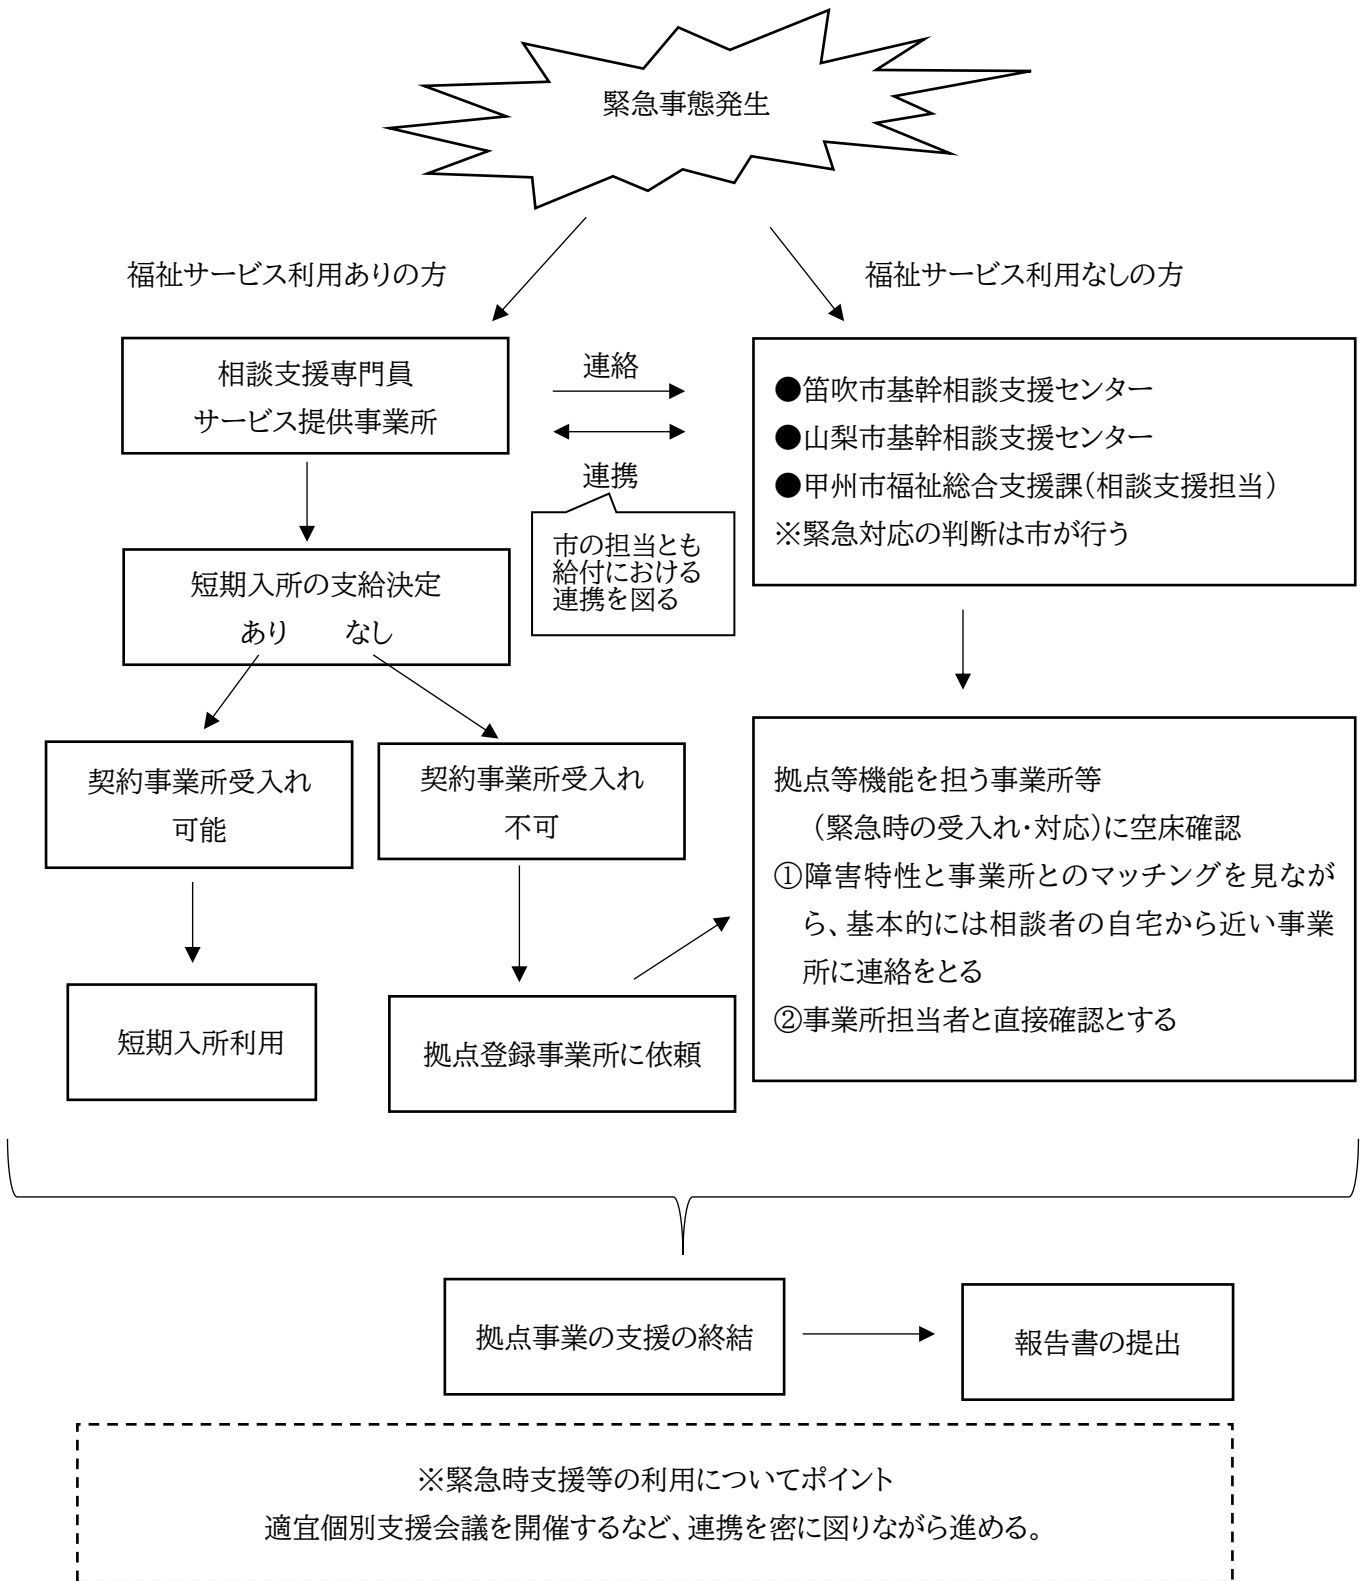 緊急事態発生
福祉サービス利用ありの方
福祉サービス利用なしの方
相談支援専門員
サービス提供事業所
連絡
連携
市の担当とも
給付における
連携を図る
●笛吹市基幹相談支援センター
●山梨市基幹相談支援センター
●甲州市福祉総合支援課(相談支援担当)
※緊急対応の判断は市が行う
短期入所の支給決定
あり　　なし
契約事業所受入れ
可能
契約事業所受入れ
不可
短期入所利用
拠点登録事業所に依頼
拠点等機能を担う事業所等
(緊急時の受入れ・対応)に空床確認
①障害特性と事業所とのマッチングを見なが
ら、基本的には相談者の自宅から近い事業
所に連絡をとる
②事業所担当者と直接確認とする
拠点事業の支援の終結
報告書の提出
※緊急時支援等の利用についてポイント
適宜個別支援会議を開催するなど、連携を密に図りながら進める。